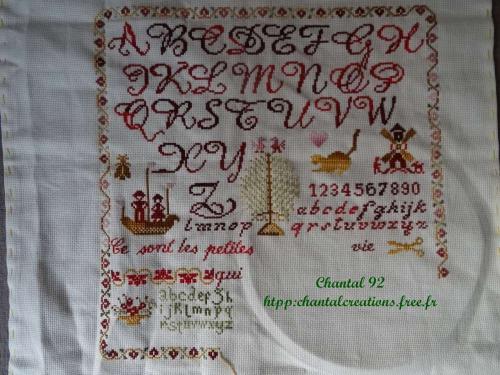 ABCDEFGH
IJKLMNOP
QRSTUVW
XY
Z
1234567890
lmnop
abcdefghijk
qrstuvwxyz
Ce sont les petites
vie
qui
abcdefgh
ijklmnop
qrstuvwxyz
Chantal 92
htpp:chantalcreations.free.fr